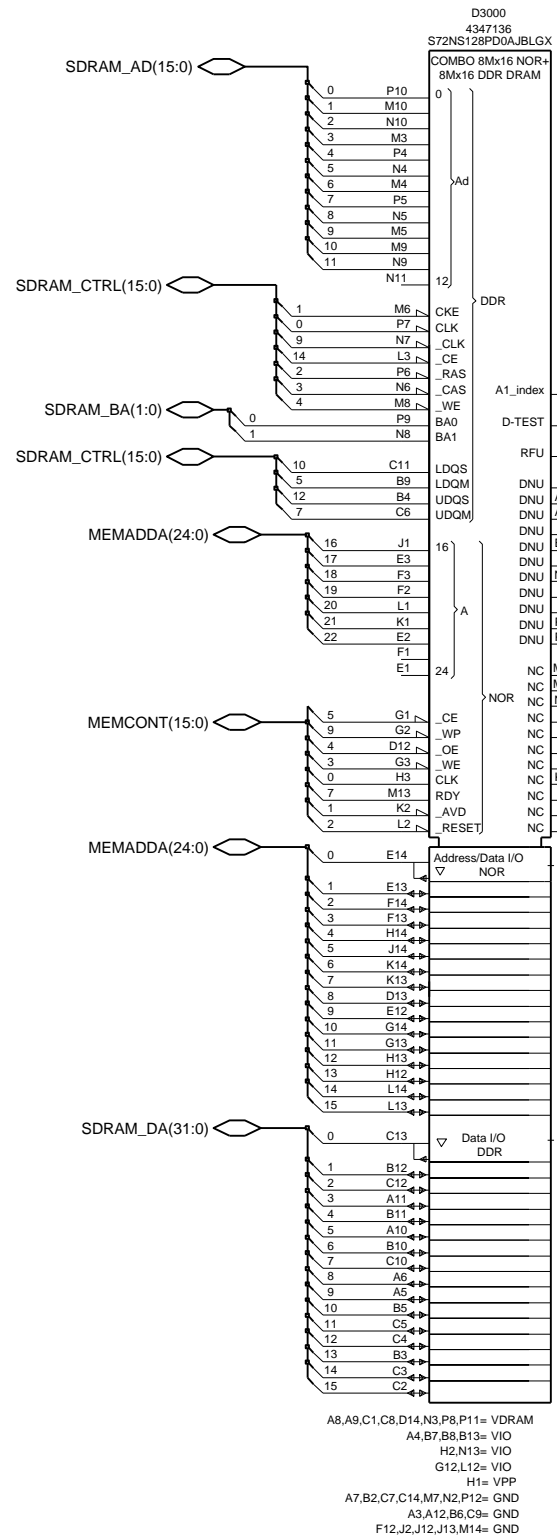 D3000
4347136
S72NS128PD0AJBLGX
COMBO 8Mx16 NOR+
8Mx16 DDR DRAM
SDRAM_AD(15:0)
0 P10 0
1 M10
2 N10
3 M3
4 P4
5 N4
6 M4
7 P5
8 N5
9 M5
10 M9
11 N9
N11 12
Ad
DDR
SDRAM_CTRL(15:0)
1 M6 CKE
0 P7 CLK
9 N7 _CLK
14 L3 _CE
2 P6 _RAS
3 N6 _CAS
4 M8 _WE
SDRAM_BA(1:0)
0 P9 BA0
1 N8 BA1
SDRAM_CTRL(15:0)
10 C11 LDQS
5 B9 LDQM
12 B4 UDQS
7 C6 UDQM
A1_index
D-TEST
RFU
DNU
DNU
DNU
DNU
DNU
DNU
DNU
DNU
DNU
DNU
DNU
MEMADDA(24:0)
16 J1 16
17 E3
18 F3
19 F2
20 L1
21 K1
22 E2
F1
E1 24
A
NOR
NC
NC
NC
NC
NC
NC
NC
NC
NC
NC
NC
MEMCONT(15:0)
5 G1 _CE
9 G2 _WP
4 D12 _OE
3 G3 _WE
0 H3 CLK
7 M13 RDY
1 K2 _AVD
2 L2 _RESET
MEMADDA(24:0)
Address/Data I/O
NOR
0 E14
1 E13
2 F14
3 F13
4 H14
5 J14
6 K14
7 K13
8 D13
9 E12
10 G14
11 G13
12 H13
13 H12
14 L14
15 L13
SDRAM_DA(31:0)
Data I/O
DDR
0 C13
1 B12
2 C12
3 A11
4 B11
5 A10
6 B10
7 C10
8 A6
9 A5
10 B5
11 C5
12 C4
13 B3
14 C3
15 C2
A8,A9,C1,C8,D14,N3,P8,P11= VDRAM
A4,B7,B8,B13= VIO
H2,N13= VIO
G12,L12= VIO
H1= VPP
A7,B2,C7,C14,M7,N2,P12= GND
A3,A12,B6,C9= GND
F12,J2,J12,J13,M14= GND